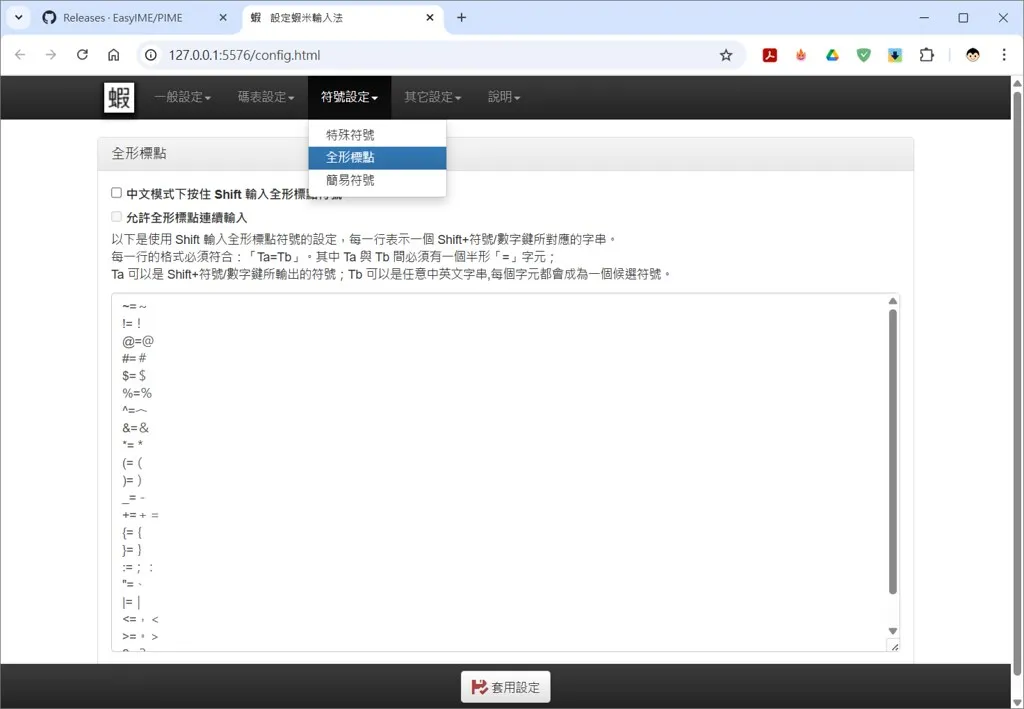 Releases · EasyIME/PIME
蝦 設定蝦米輸入法
127.0.0.1:5576/config.html
蝦 一般設定 碼表設定 符號設定 其它設定 說明
特殊符號
全形標點
簡易符號
全形標點
中文模式下按住 Shift 輸入全形標點符號
允許全形標點連續輸入
以下是使用 Shift 輸入全形標點符號的設定，每一行表示一個 Shift+符號/數字鍵所對應的字串。
每一行的格式必須符合：「Ta=Tb」。其中 Ta 與 Tb 間必須有一個半形「=」字元；
Ta 可以是 Shift+符號/數字鍵所輸出的符號；Tb 可以是任意中英文字串,每個字元都會成為一個候選符號。
~=～
!=！
@=＠
#=＃
$=＄
%=％
^=︿
&=＆
*=＊
(=（
)=）
_=－
+=＋＝
{=｛
}=｝
:=；：
"=、
|=｜
<=，＜
>=。＞
套用設定